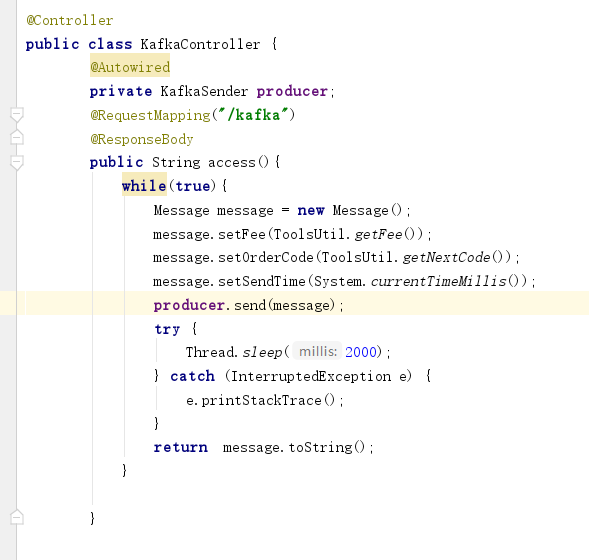 @Controller
public class KafkaController {
@Autowired
private KafkaSender producer;
@RequestMapping("/kafka")
@ResponseBody
public String access(){
while(true){
Message message = new Message();
message.setFee(ToolsUtil.getFee());
message.setOrderCode(ToolsUtil.getNextCode());
message.setSendTime(System.currentTimeMillis());
producer.send(message);
try {
Thread.sleep( millis: 2000);
} catch (InterruptedException e) {
e.printStackTrace();
}
return  message.toString();
}
}